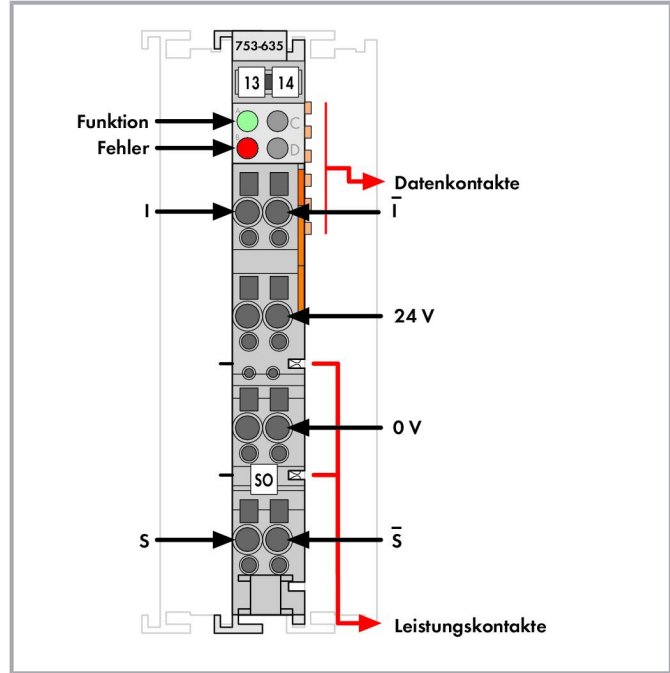 753-635
13 14
A C
Funktion
B D
Fehler
Datenkontakte
I I̅
24 V
0 V
SO
S S̅
Leistungskontakte